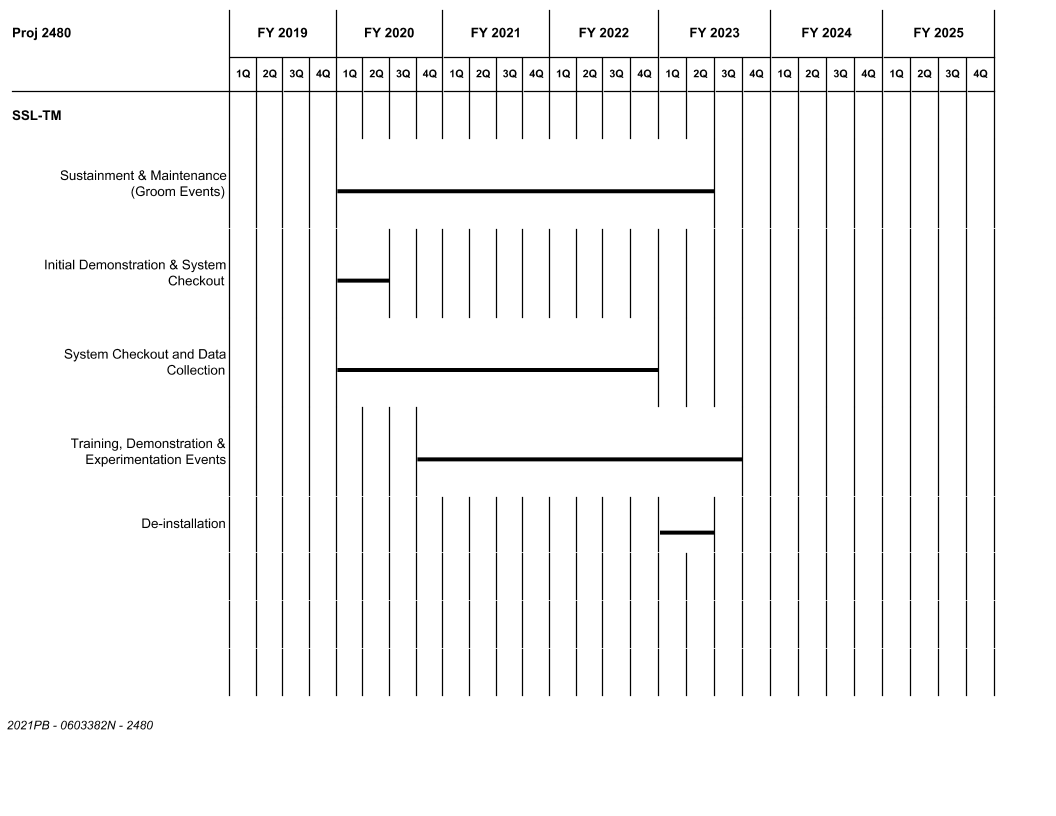 Proj 2480 FY 2019 FY 2020 FY 2021 FY 2022 FY 2023 FY 2024 FY 2025
1Q 2Q 3Q 4Q 1Q 2Q 3Q 4Q 1Q 2Q 3Q 4Q 1Q 2Q 3Q 4Q 1Q 2Q 3Q 4Q 1Q 2Q 3Q 4Q 1Q 2Q 3Q 4Q
SSL-TM
Sustainment & Maintenance
(Groom Events)
Initial Demonstration & System
Checkout
System Checkout and Data
Collection
Training, Demonstration &
Experimentation Events
De-installation
2021PB - 0603382N - 2480